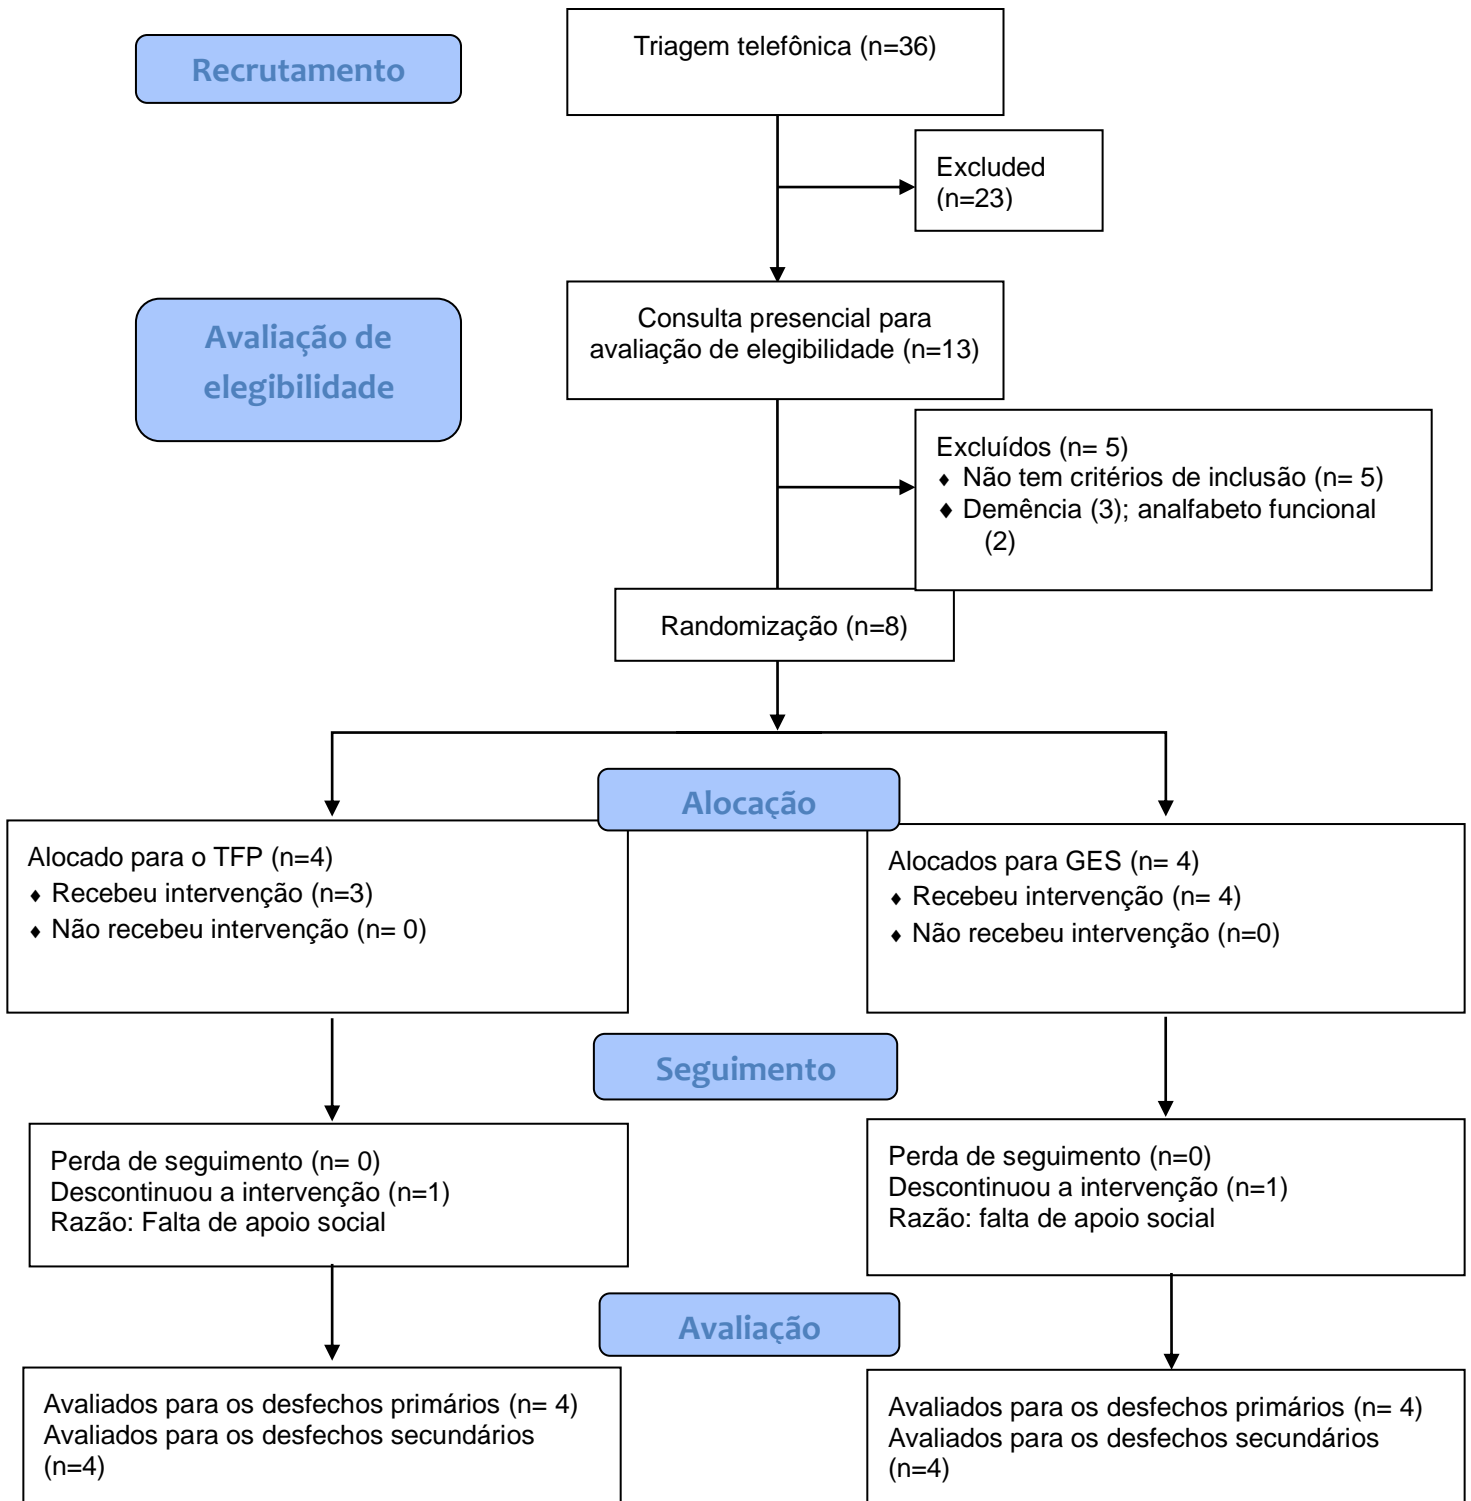 Recrutamento
Triagem telefônica (n=36)
Excluded
(n=23)
Avaliação de
elegibilidade
Consulta presencial para
avaliação de elegibilidade (n=13)
Excluídos (n= 5)
♦ Não tem critérios de inclusão (n= 5)
♦ Demência (3); analfabeto funcional
(2)
Randomização (n=8)
Alocação
Alocado para o TFP (n=4)
♦ Recebeu intervenção (n=3)
♦ Não recebeu intervenção (n= 0)
Alocados para GES (n= 4)
♦ Recebeu intervenção (n= 4)
♦ Não recebeu intervenção (n=0)
Seguimento
Perda de seguimento (n= 0)
Descontinuou a intervenção (n=1)
Razão: Falta de apoio social
Perda de seguimento (n=0)
Descontinuou a intervenção (n=1)
Razão: falta de apoio social
Avaliação
Avaliados para os desfechos primários (n= 4)
Avaliados para os desfechos secundários
(n=4)
Avaliados para os desfechos primários (n= 4)
Avaliados para os desfechos secundários
(n=4)